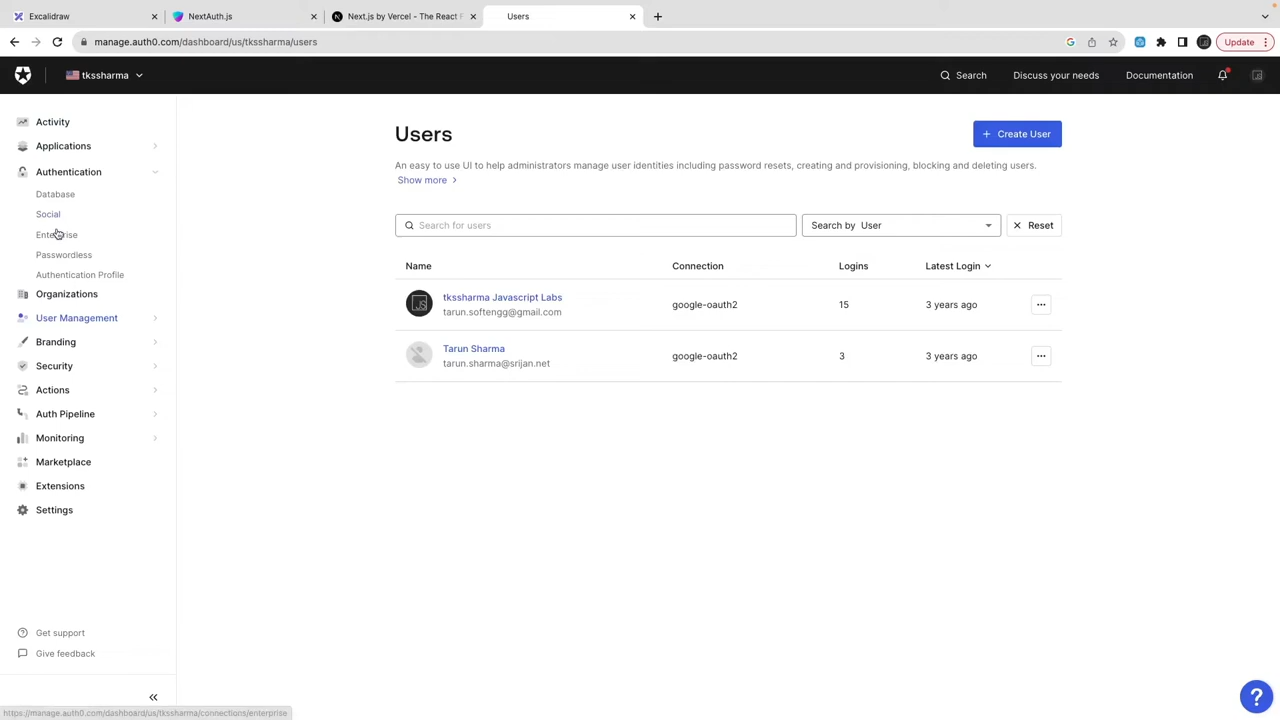 Excalidraw
NextAuth.js
Next.js by Vercel - The React F
Users
manage.auth0.com/dashboard/us/tkssharma/users
Update
tkssharma
Search
Discuss your needs
Documentation
Activity
Applications
Authentication
Database
Social
Enterprise
Passwordless
Authentication Profile
Organizations
User Management
Branding
Security
Actions
Auth Pipeline
Monitoring
Marketplace
Extensions
Settings
Get support
Give feedback
Users
Create User
An easy to use UI to help administrators manage user identities including password resets, creating and provisioning, blocking and deleting users.
Show more
Search for users
Search by User
Reset
Name Connection Logins Latest Login
tkssharma Javascript Labs
tarun.softengg@gmail.com
google-oauth2 15 3 years ago
Tarun Sharma
tarun.sharma@srijan.net
google-oauth2 3 3 years ago
https://manage.auth0.com/dashboard/us/tkssharma/connections/enterprise